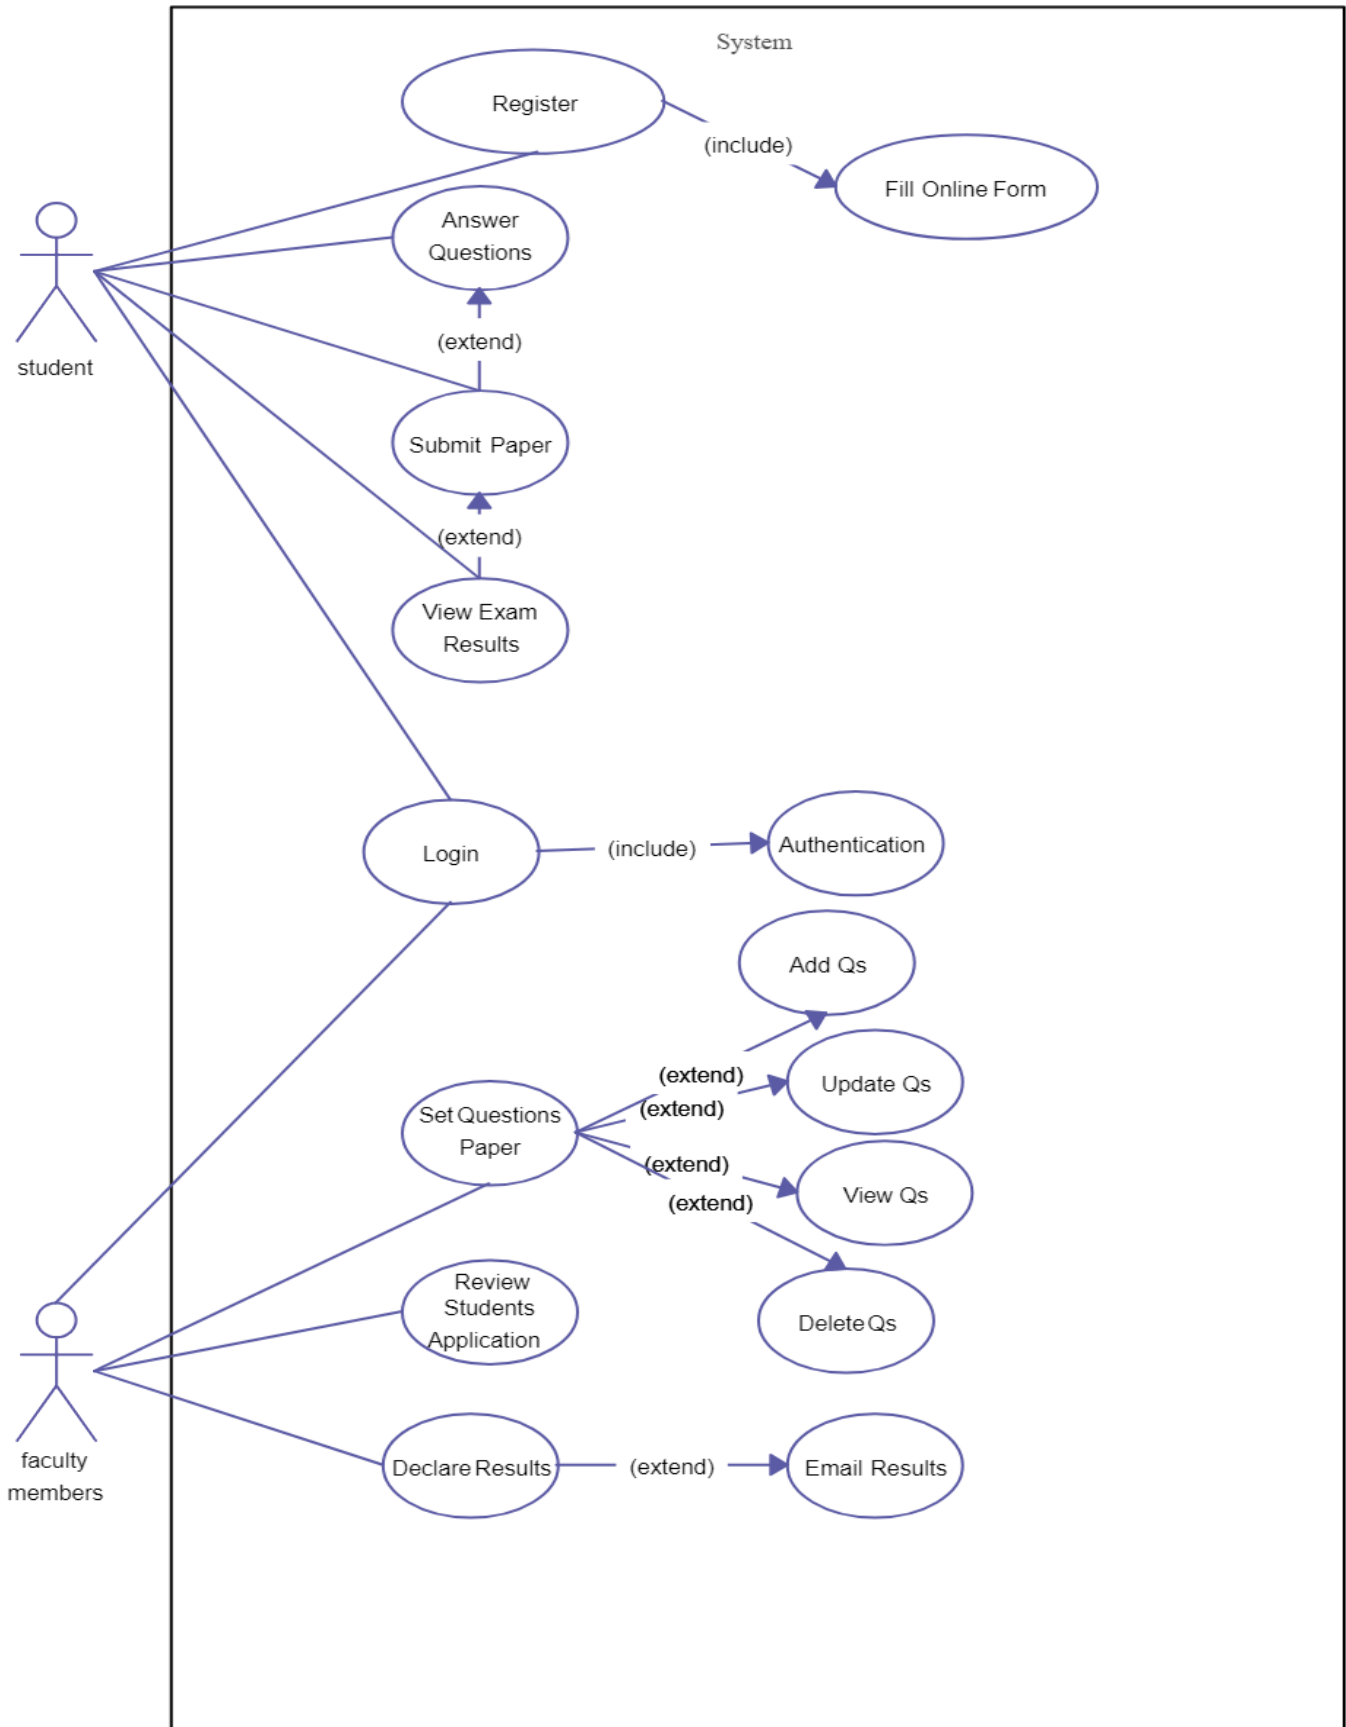 System
Register
(include)
Fill Online Form
Answer
Questions
(extend)
student
Submit Paper
(extend)
View Exam
Results
Login
(include)
Authentication
Add Qs
(extend)
Update Qs
(extend)
Set Questions
Paper
(extend)
View Qs
(extend)
Review
Students
Application
Delete Qs
faculty
members
Declare Results
(extend)
Email Results